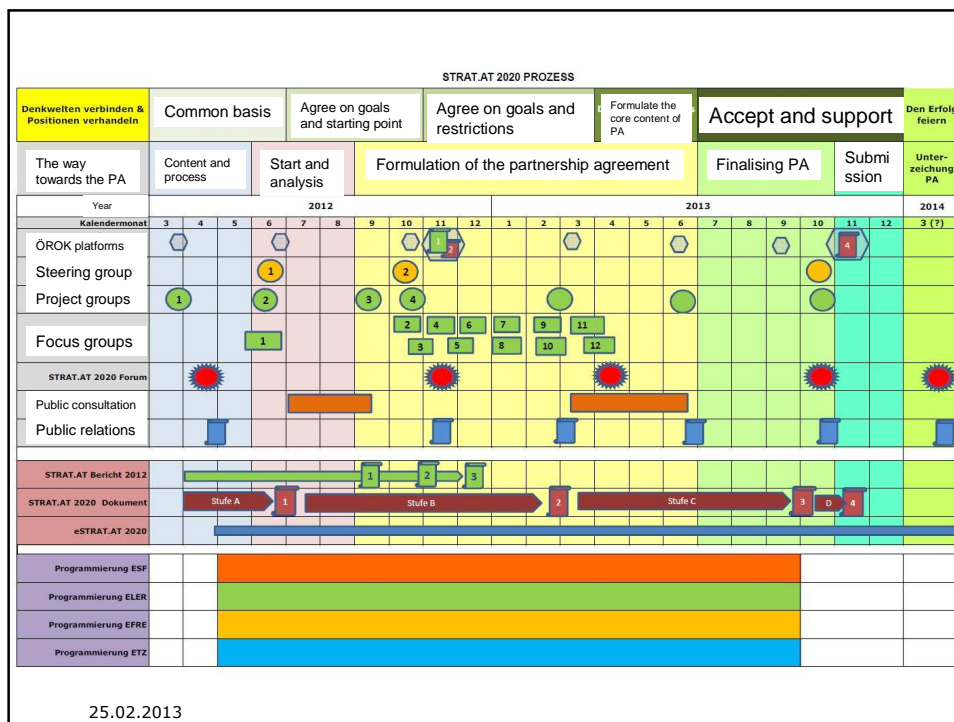 STRAT.AT 2020 PROZESS
Denkwelten verbinden &
Positionen verhandeln
Common basis
Agree on goals
and starting point
Agree on goals and
restrictions
Formulate the
core content of
PA
Accept and support
Den Erfolg
feiern
The way
towards the PA
Content and
process
Start and
analysis
Formulation of the partnership agreement
Finalising PA
Submi
ssion
Unter-
zeichung
PA
Year 2012 2013 2014
Kalendermonat 3 4 5 6 7 8 9 10 11 12 1 2 3 4 5 6 7 8 9 10 11 12 3 (?)
ÖROK platforms 1 2 4
Steering group 1 2
Project groups 1 2 3 4
2 4 6 7 9 11
Focus groups 1
3 5 8 10 12
STRAT.AT 2020 Forum
Public consultation
Public relations
STRAT.AT Bericht 2012 1 2 3
STRAT.AT 2020 Dokument Stufe A 1 Stufe B 2 Stufe C 3 D 4
eSTRAT.AT 2020
Programmierung ESF
Programmierung ELER
Programmierung EFRE
Programmierung ETZ
25.02.2013